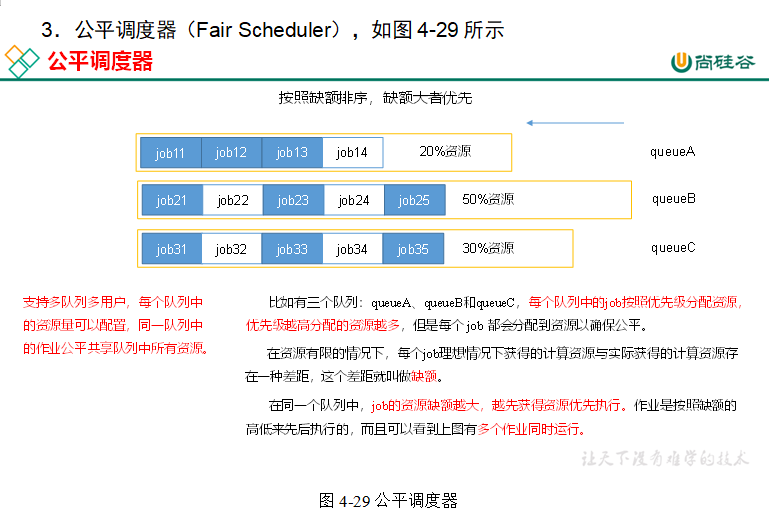 3．公平调度器（Fair Scheduler），如图 4-29 所示
公平调度器
尚硅谷
按照缺额排序，缺额大者优先
job11 job12 job13 job14 20%资源 queueA
job21 job22 job23 job24 job25 50%资源 queueB
job31 job32 job33 job34 job35 30%资源 queueC
支持多队列多用户，每个队列中
的资源量可以配置，同一队列中
的作业公平共享队列中所有资源。
比如有三个队列：queueA、queueB和queueC，每个队列中的job按照优先级分配资源，
优先级越高分配的资源越多，但是每个 job 都会分配到资源以确保公平。
在资源有限的情况下，每个job理想情况下获得的计算资源与实际获得的计算资源存
在一种差距，这个差距就叫做缺额。
在同一个队列中，job的资源缺额越大，越先获得资源优先执行。作业是按照缺额的
高低来先后执行的，而且可以看到上图有多个作业同时运行。
让天下没有难学的技术
图 4-29 公平调度器